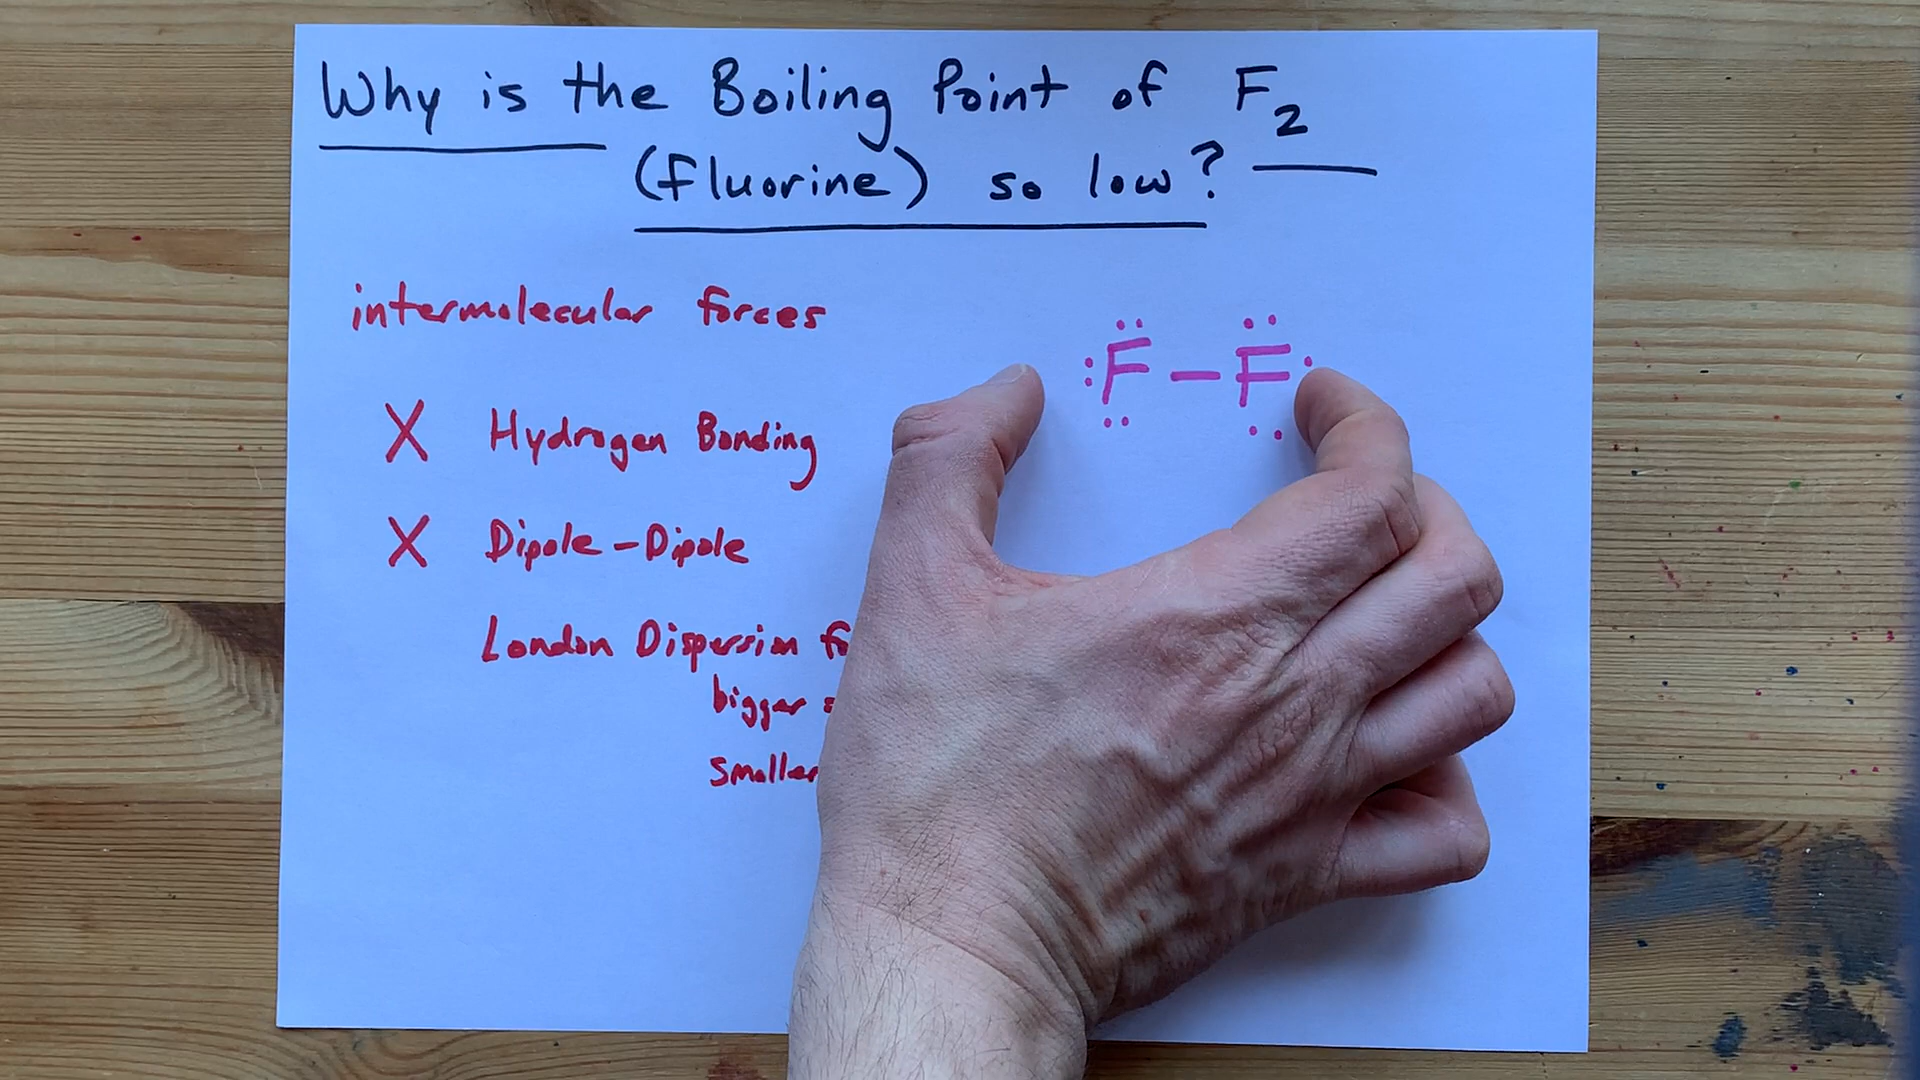 Why is the Boiling Point of F2
(fluorine) so low?
intermolecular forces
:F̈ – F̈:
X Hydrogen Bonding
X Dipole-Dipole
London Dispersion
bigger
smaller